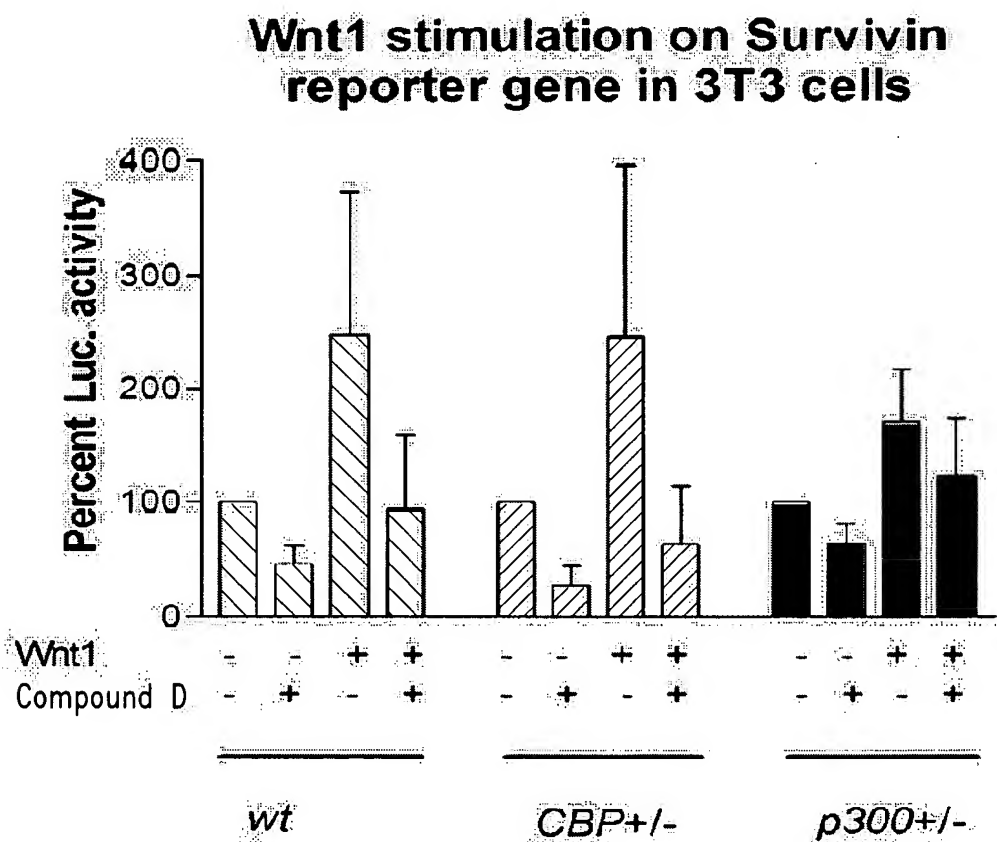 Wnt1 stimulation on Survivin
reporter gene in 3T3 cells
Percent Luc. activity
400
300
200
100
0
Wnt1 - - + + - - + + - - + +
Compound D - + - + - + - + - + - +
wt CBP+/- p300+/-